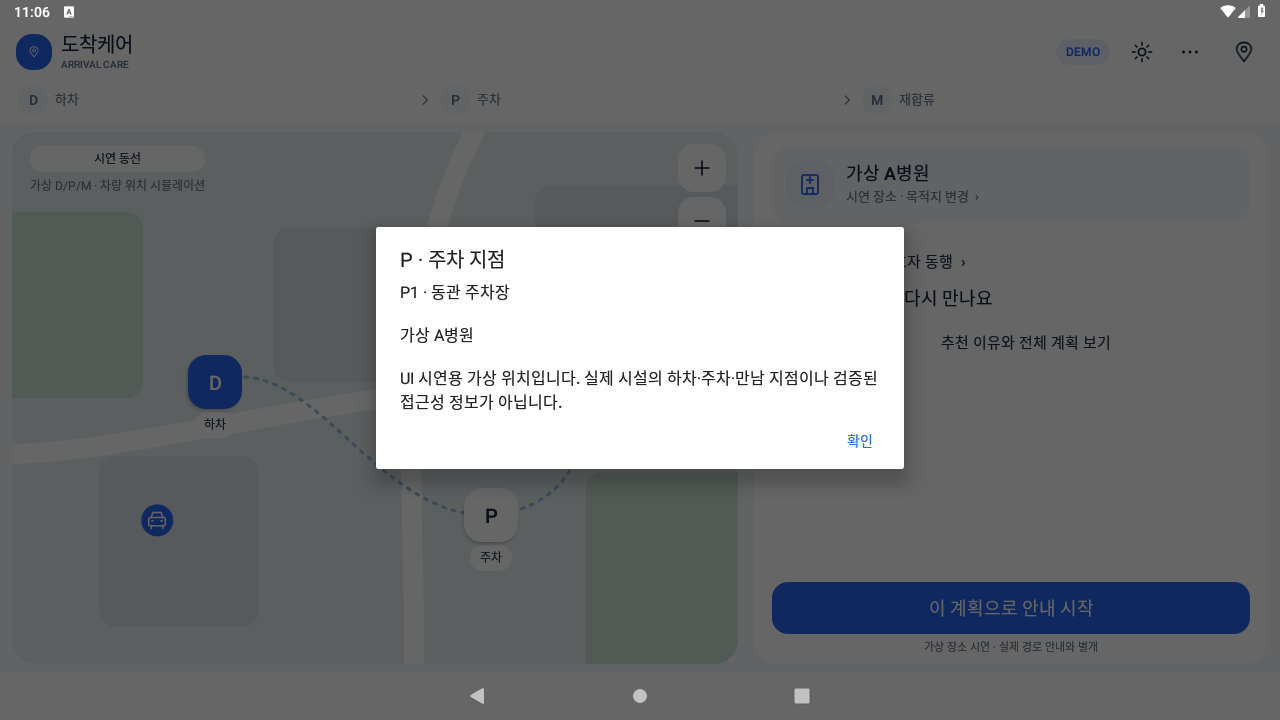 11:06
A
도착케어
ARRIVAL CARE
DEMO
D 하차
P 주차
M 재합류
시연 동선
가상 D/P/M · 차량 위치 시뮬레이션
D
하차
P
주차
가상 A병원
시연 장소 · 목적지 변경 ›
자 동행 ›
다시 만나요
추천 이유와 전체 계획 보기
이 계획으로 안내 시작
가상 장소 시연 · 실제 경로 안내와 별개
P · 주차 지점
P1 · 동관 주차장
가상 A병원
UI 시연용 가상 위치입니다. 실제 시설의 하차·주차·만남 지점이나 검증된
접근성 정보가 아닙니다.
확인